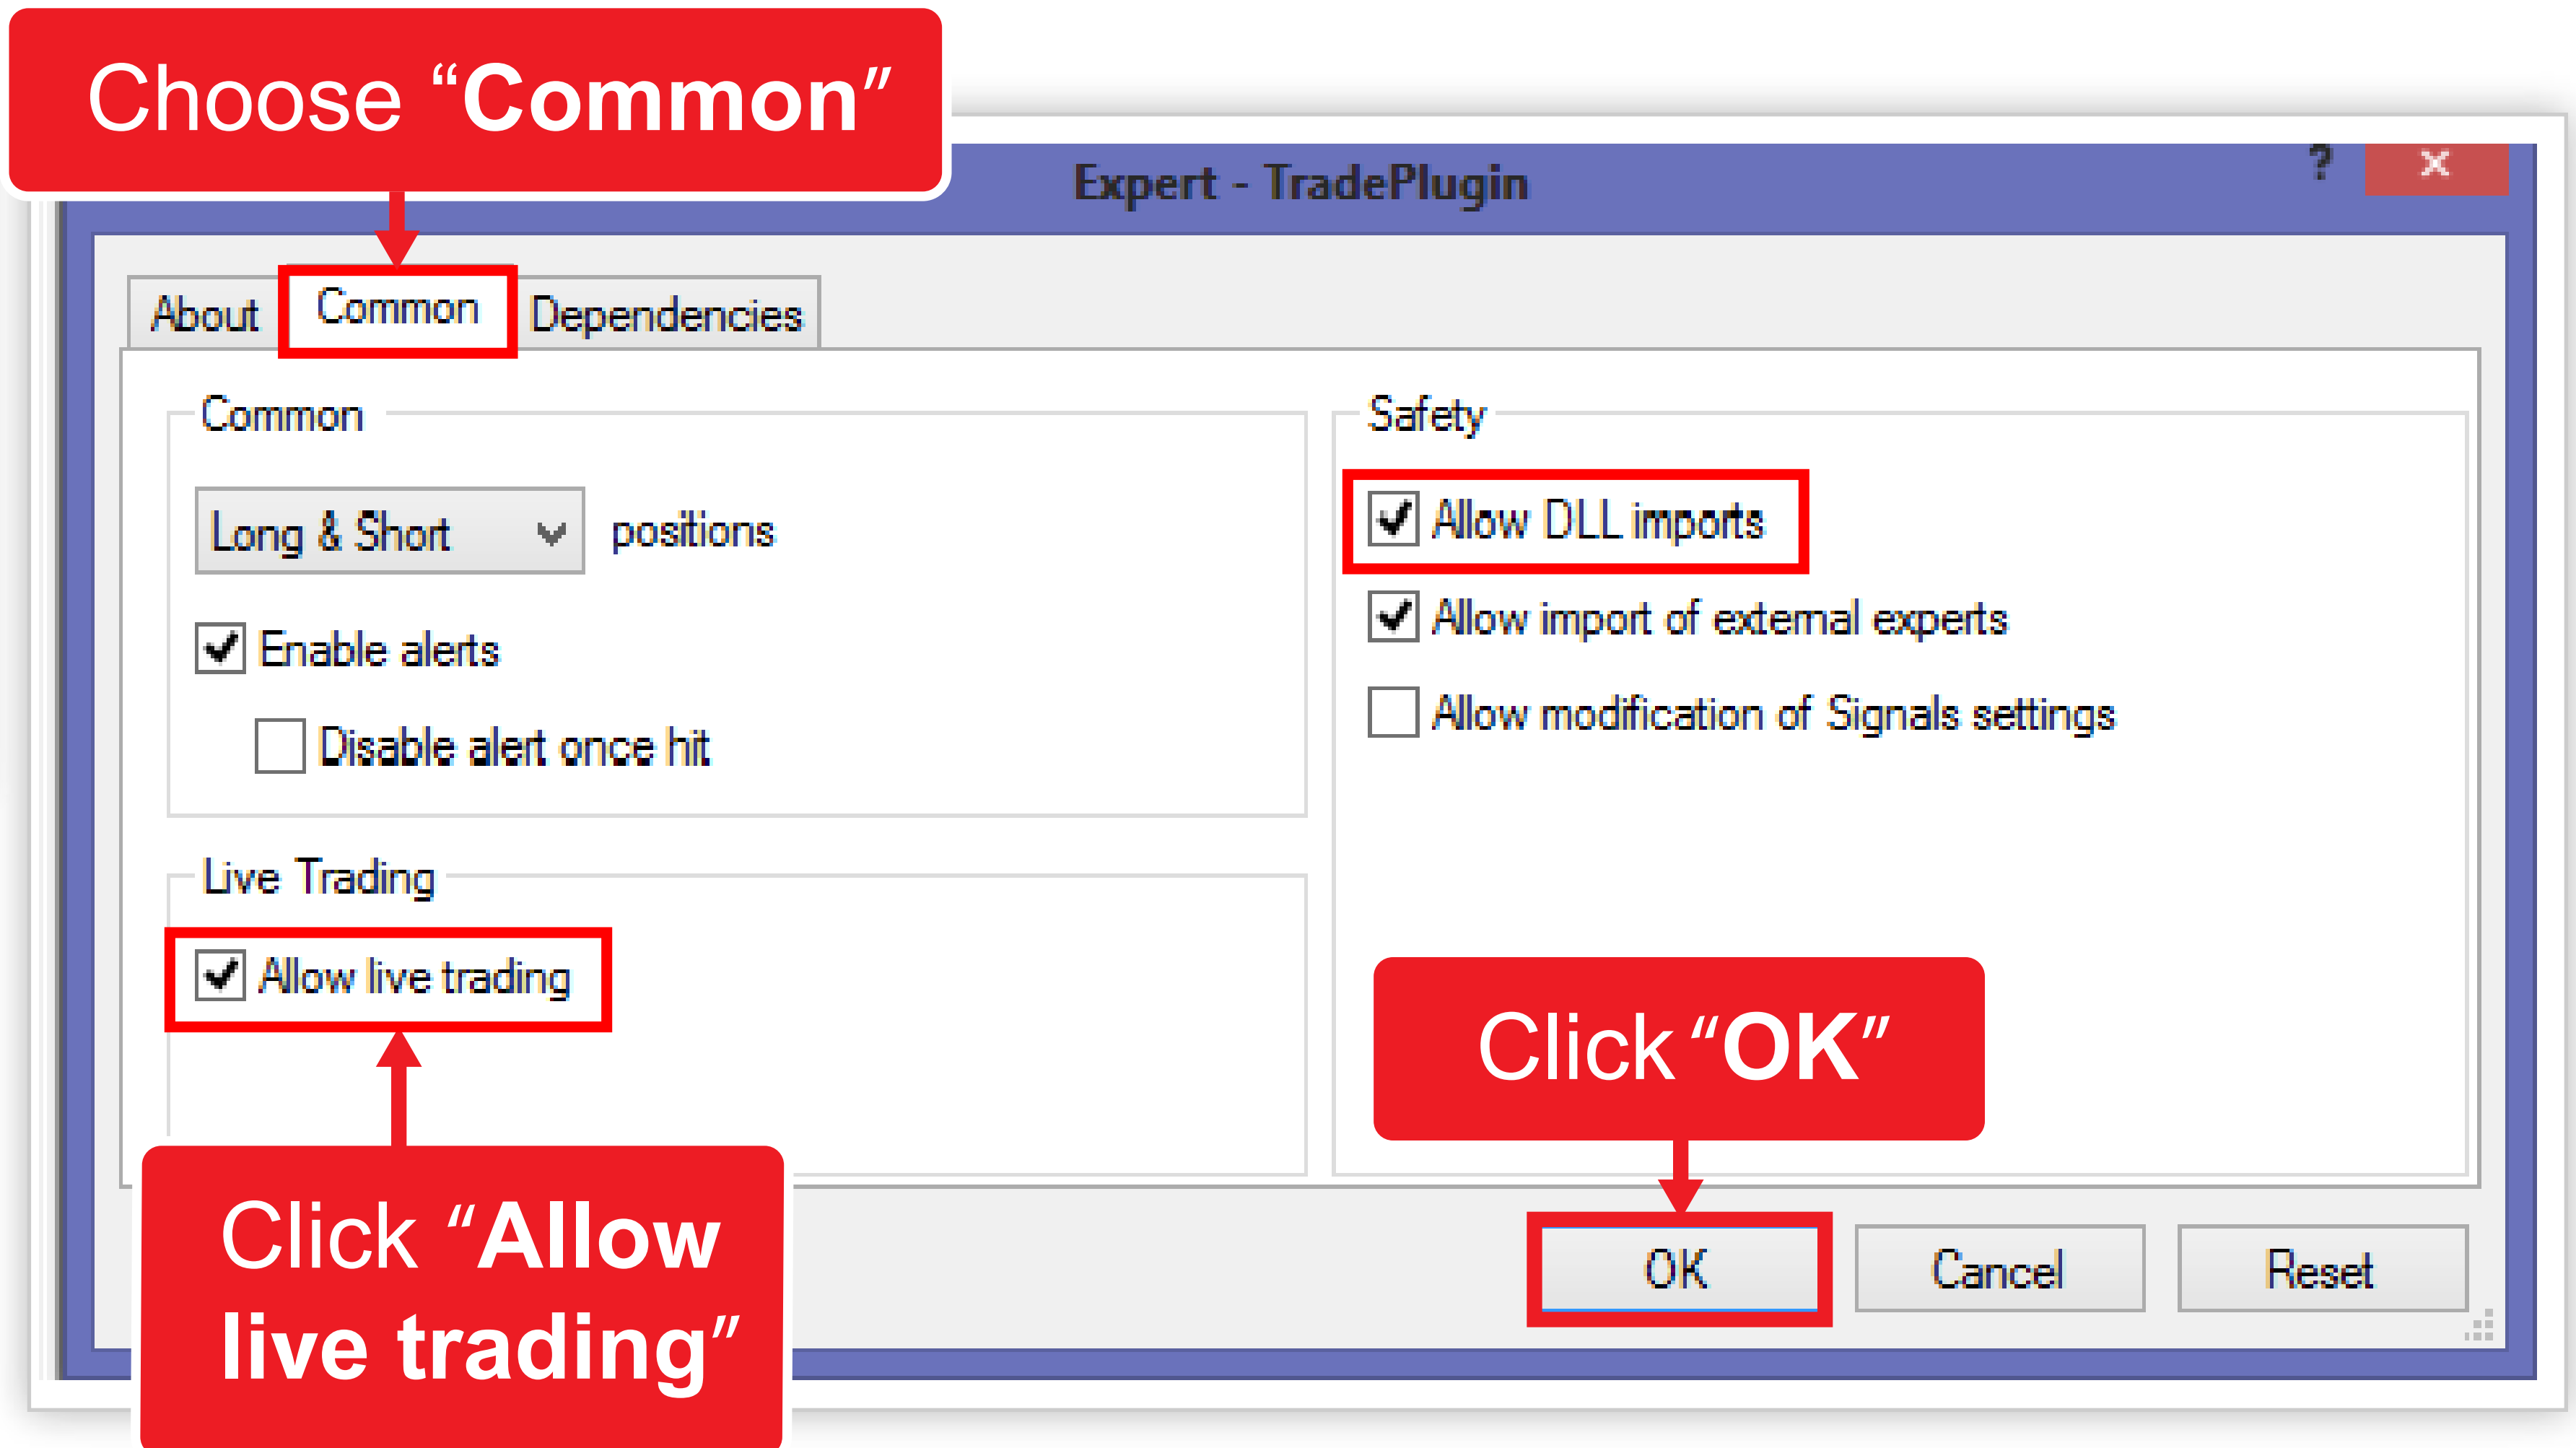 Choose “Common”
Expert - TradePlugin
?
About Common Dependencies
Common
Long & Short positions
Enable alerts
Disable alert once hit
Live Trading
Allow live trading
Safety
Allow DLL imports
Allow import of external experts
Allow modification of Signals settings
Click “OK”
Click “Allow
live trading”
OK Cancel Reset